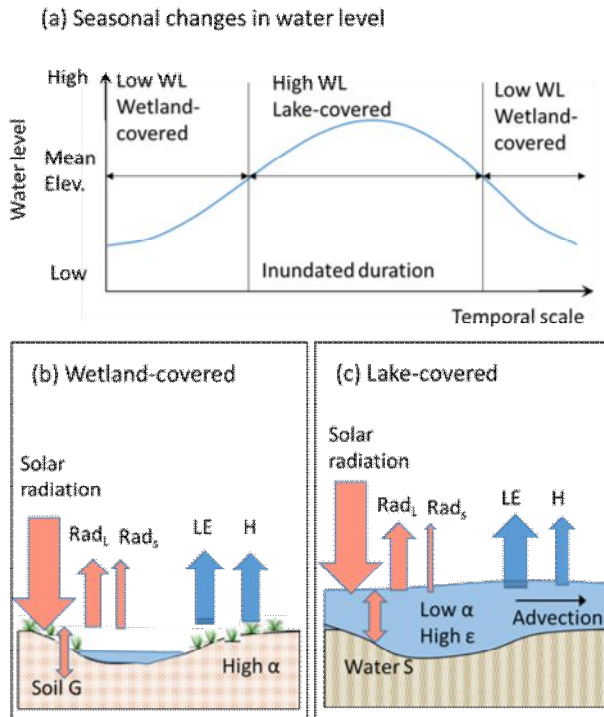 (a) Seasonal changes in water level
High
Low WL
Wetland-
covered
High WL
Lake-covered
Low WL
Wetland-
covered
Water level
Mean
Elev.
Low
Inundated duration
Temporal scale
(b) Wetland-covered
Solar
radiation
Rad_L
Rad_s
LE
H
High α
Soil G
(c) Lake-covered
Solar
radiation
Rad_L
Rad_s
LE
H
Low α
High ε
Advection
Water S